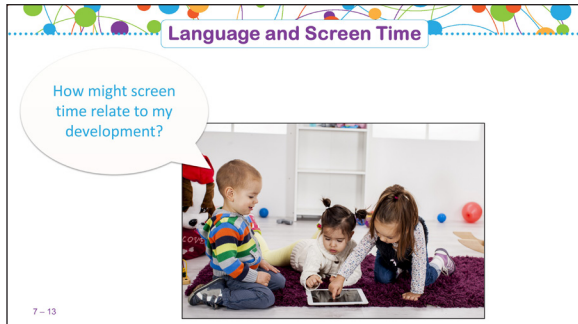 Language and Screen Time
How might screen
time relate to my
development?
7 – 13